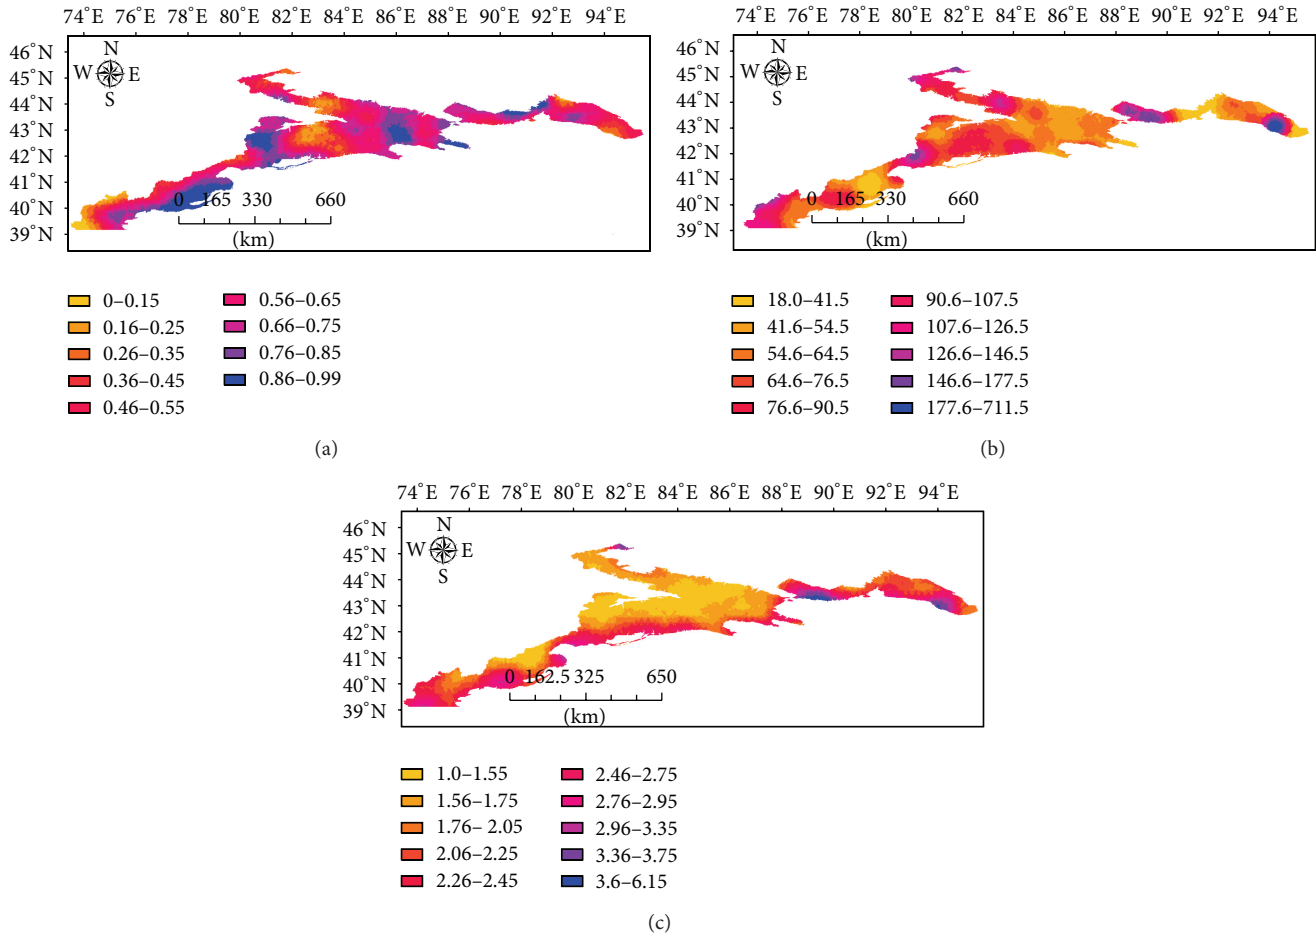 74°E 76°E 78°E 80°E 82°E 84°E 86°E 88°E 90°E 92°E 94°E
46°N
45°N
44°N
43°N
42°N
41°N
40°N
39°N
N
W E
S
0 165 330 660
(km)
0–0.15
0.16–0.25
0.26–0.35
0.36–0.45
0.46–0.55
0.56–0.65
0.66–0.75
0.76–0.85
0.86–0.99
(a)
74°E 76°E 78°E 80°E 82°E 84°E 86°E 88°E 90°E 92°E 94°E
46°N
45°N
44°N
43°N
42°N
41°N
40°N
39°N
N
W E
S
0 165 330 660
(km)
18.0–41.5
41.6–54.5
54.6–64.5
64.6–76.5
76.6–90.5
90.6–107.5
107.6–126.5
126.6–146.5
146.6–177.5
177.6–711.5
(b)
74°E 76°E 78°E 80°E 82°E 84°E 86°E 88°E 90°E 92°E 94°E
46°N
45°N
44°N
43°N
42°N
41°N
40°N
39°N
N
W E
S
0 162.5 325 650
(km)
1.0–1.55
1.56–1.75
1.76– 2.05
2.06–2.25
2.26–2.45
2.46–2.75
2.76–2.95
2.96–3.35
3.36–3.75
3.6–6.15
(c)